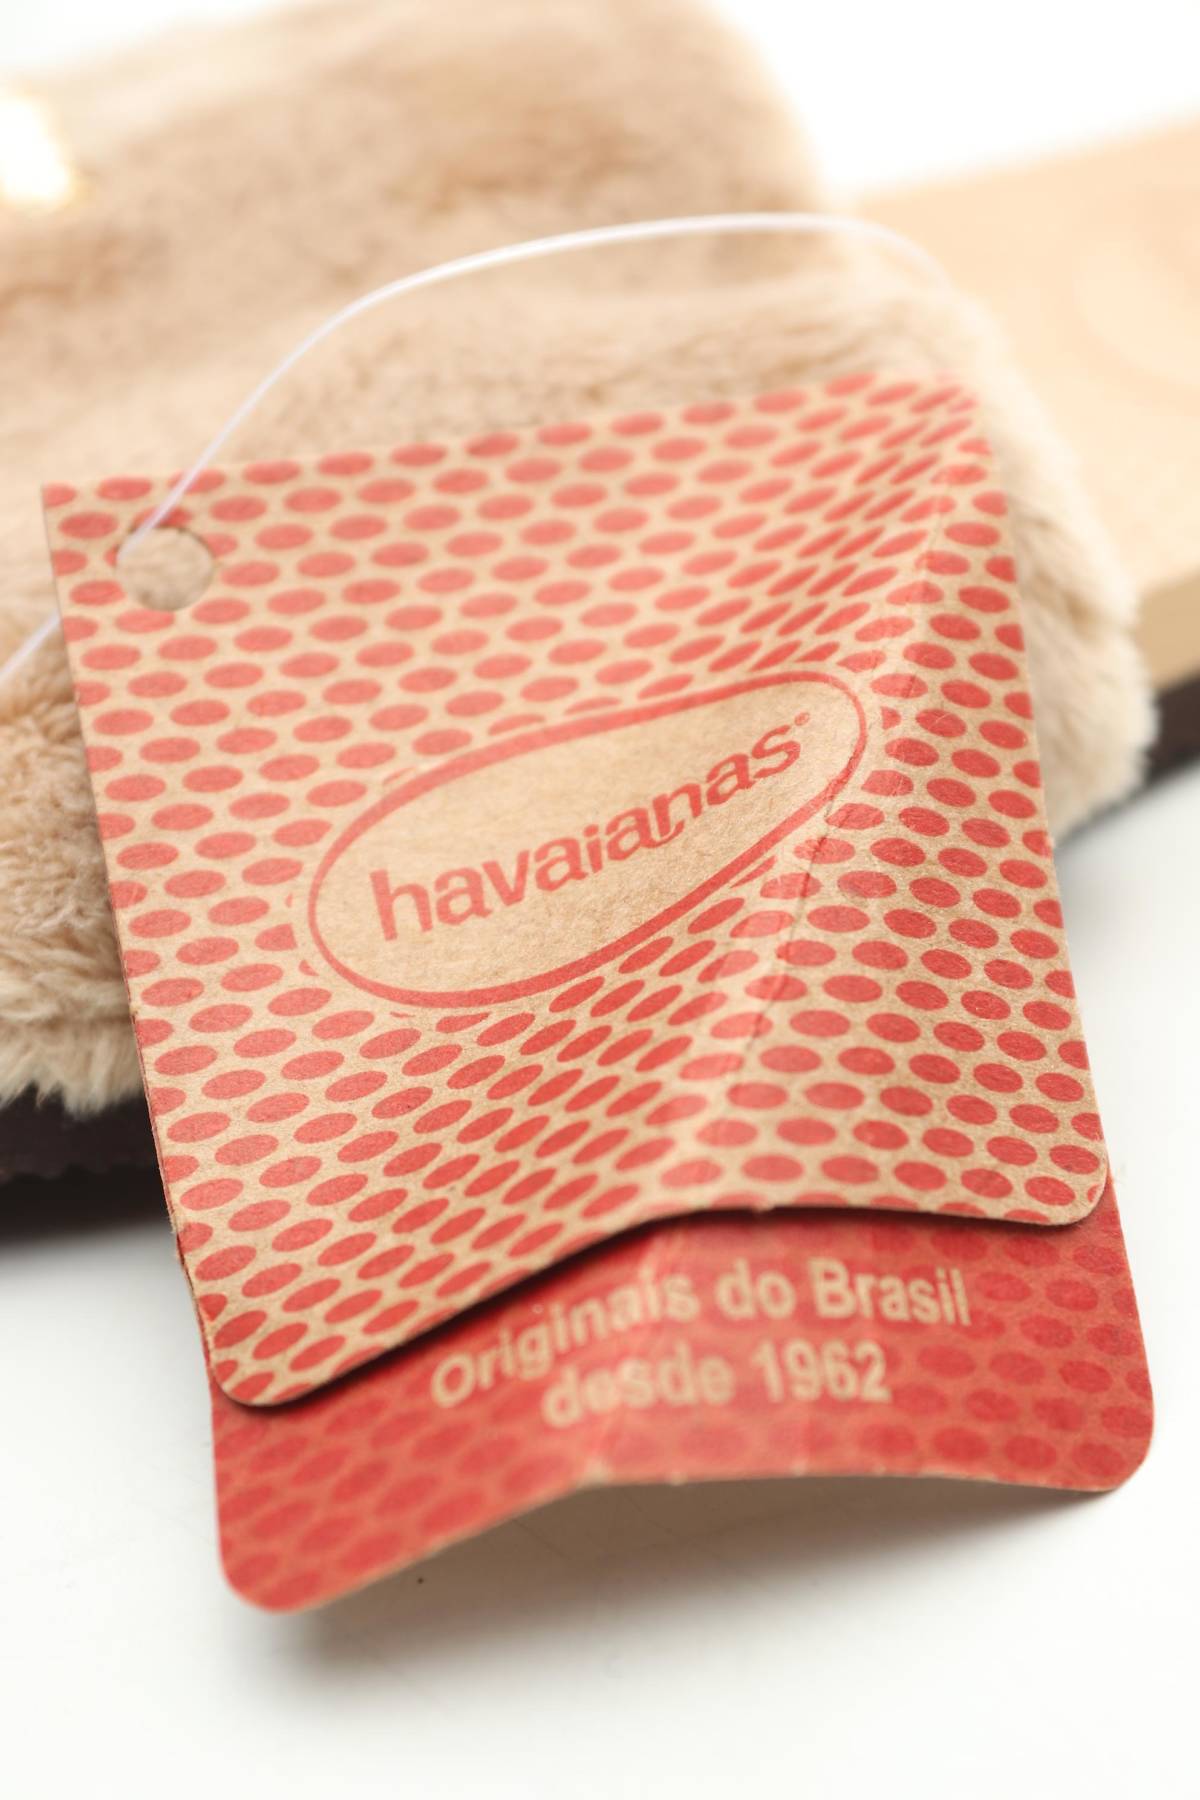 havaianas®
Originais do Brasil
desde 1962